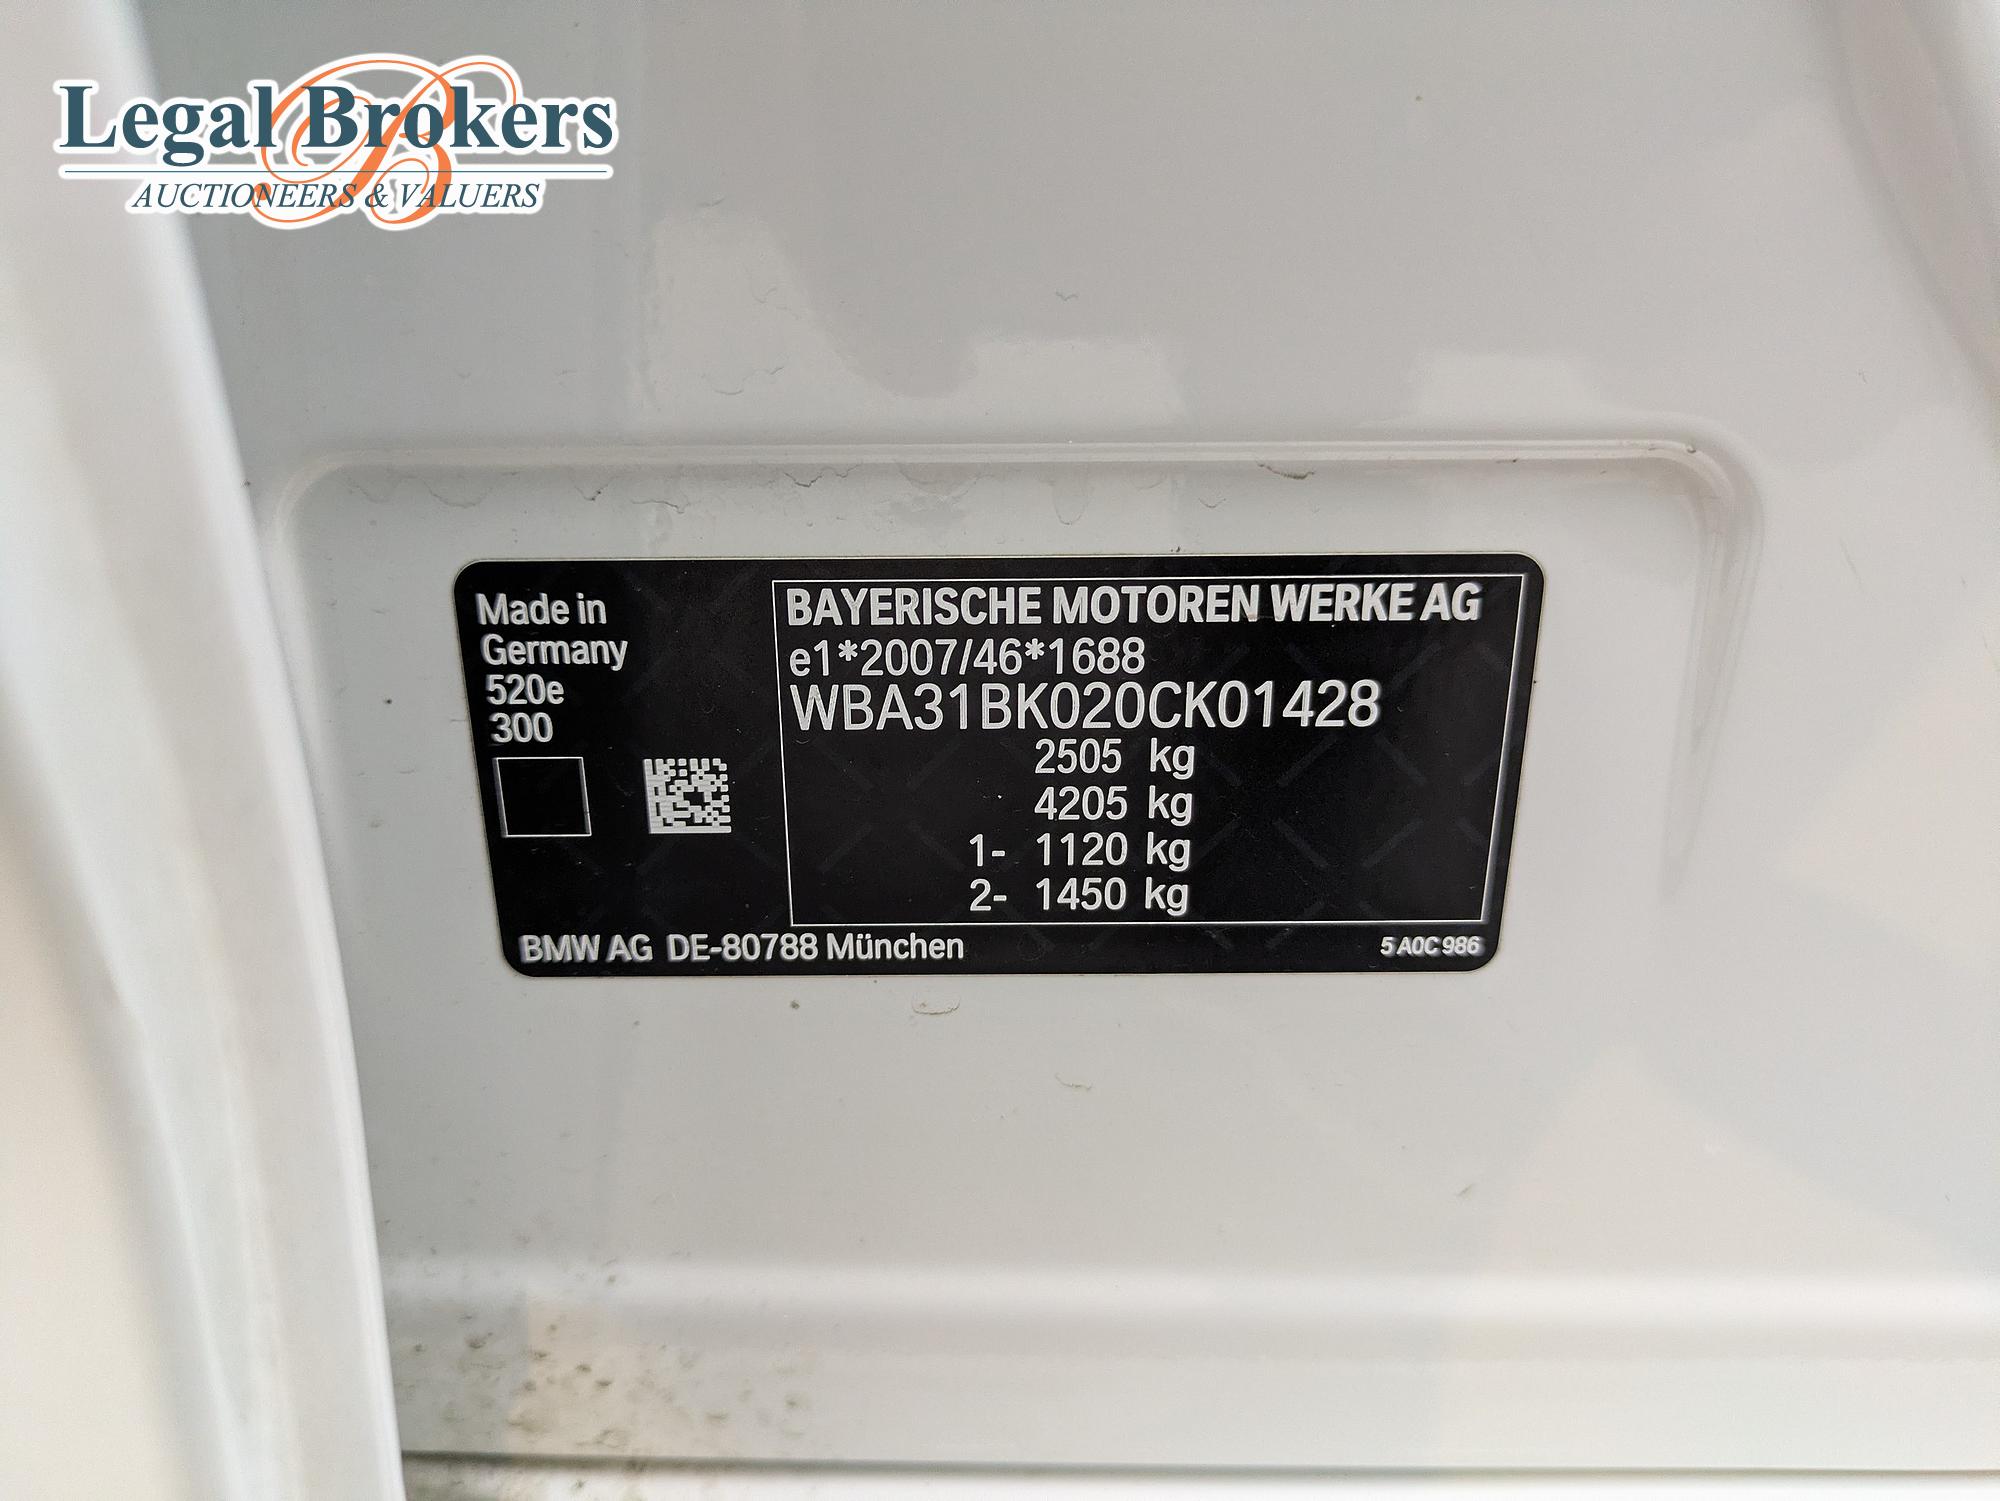 Legal Brokers
AUCTIONEERS & VALUERS
Made in
Germany
520e
300
BAYERISCHE MOTOREN WERKE AG
e1*2007/46*1688
WBA31BK020CK01428
2505 kg
4205 kg
1- 1120 kg
2- 1450 kg
BMW AG DE-80788 München
5 A0C 986